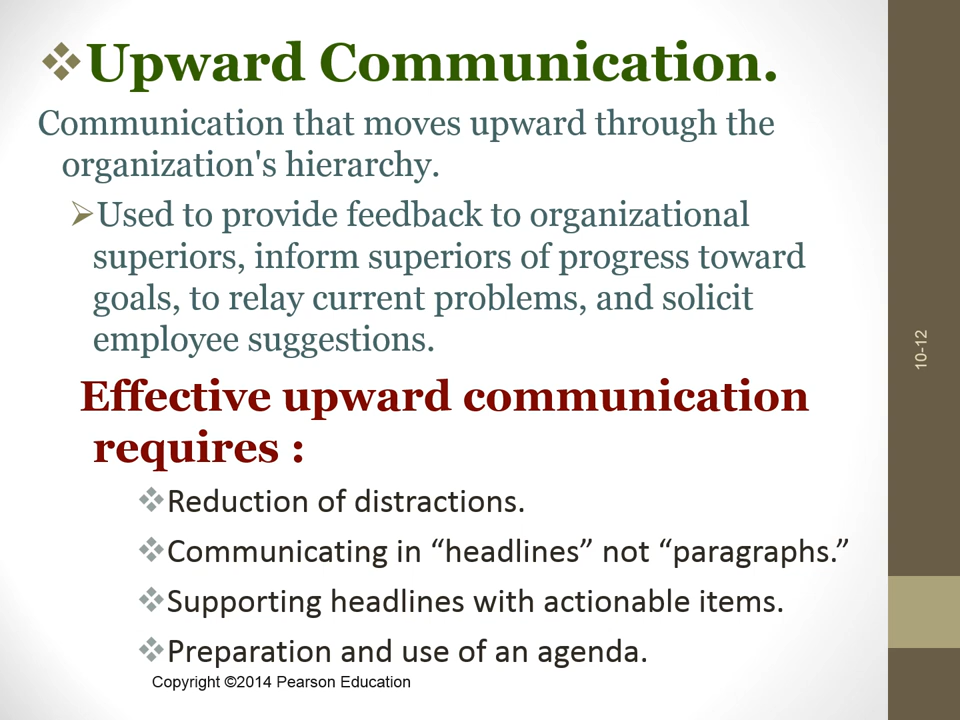 Upward Communication.
Communication that moves upward through the
organization's hierarchy.
Used to provide feedback to organizational
superiors, inform superiors of progress toward
goals, to relay current problems, and solicit
employee suggestions.
Effective upward communication
requires :
Reduction of distractions.
Communicating in “headlines” not “paragraphs.”
Supporting headlines with actionable items.
Preparation and use of an agenda.
Copyright ©2014 Pearson Education
10-12